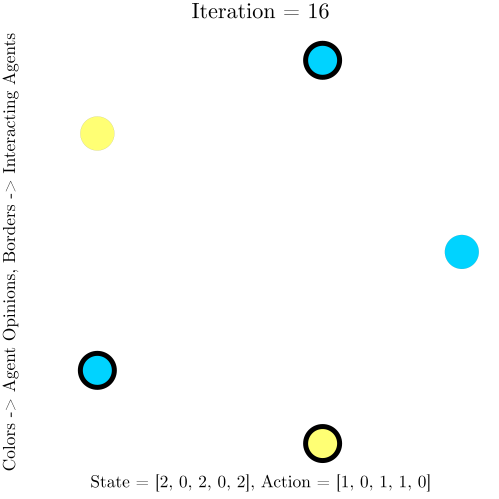 Iteration = 16
Colors -> Agent Opinions, Borders -> Interacting Agents
State = [2, 0, 2, 0, 2], Action = [1, 0, 1, 1, 0]